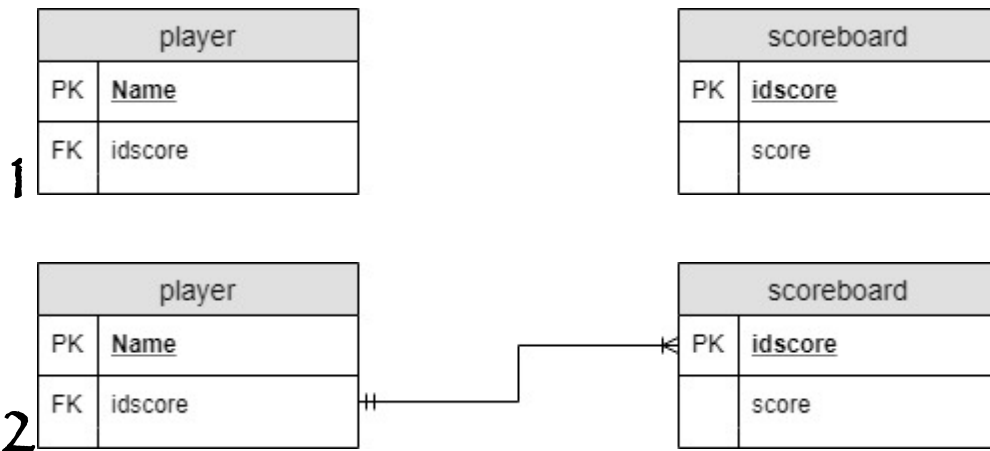 player scoreboard
PK Name PK idscore
FK idscore score
1
player scoreboard
PK Name PK idscore
FK idscore score
2